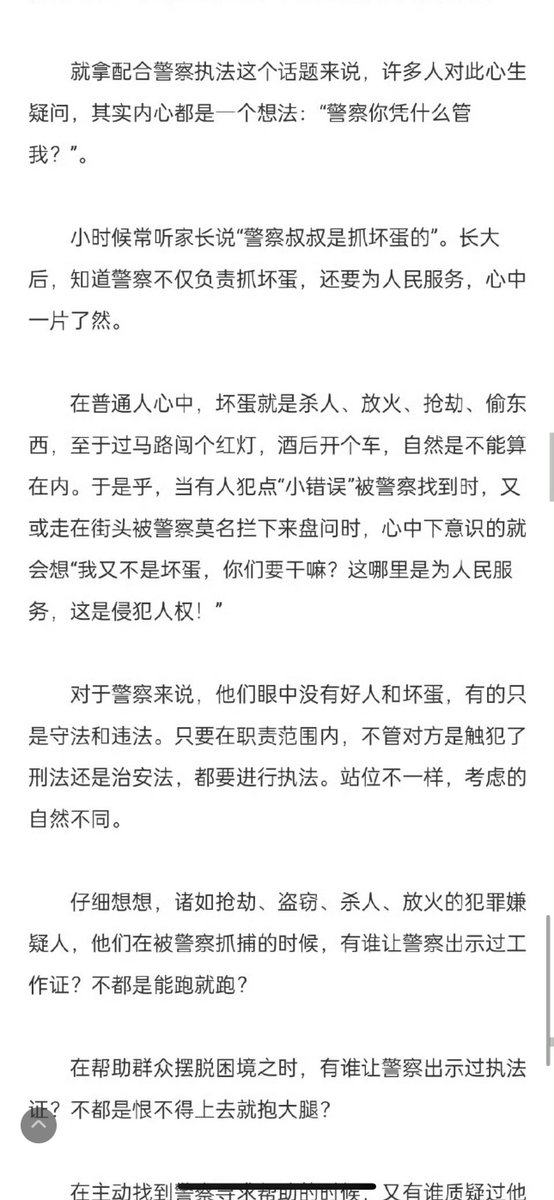 就拿配合警察执法这个话题来说，许多人对此心生
疑问，其实内心都是一个想法：“警察你凭什么管
我？”。
小时候常听家长说“警察叔叔是抓坏蛋的”。长大
后，知道警察不仅负责抓坏蛋，还要为人民服务，心中
一片了然。
在普通人心中，坏蛋就是杀人、放火、抢劫、偷东
西，至于过马路闯个红灯，酒后开个车，自然是不能算
在内。于是乎，当有人犯点“小错误”被警察找到时，又
或走在街头被警察莫名拦下来盘问时，心中下意识的就
会想“我又不是坏蛋，你们要干嘛？这哪里是为人民服
务，这是侵犯人权！”
对于警察来说，他们眼中没有好人和坏蛋，有的只
是守法和违法。只要在职责范围内，不管对方是触犯了
刑法还是治安法，都要进行执法。站位不一样，考虑的
自然不同。
仔细想想，诸如抢劫、盗窃、杀人、放火的犯罪嫌
疑人，他们在被警察抓捕的时候，有谁让警察出示过工
作证？不都是能跑就跑？
在帮助群众摆脱困境之时，有谁让警察出示过执法
证？不都是恨不得上去就抱大腿？
在主动找到警察寻求帮助的时候，又有谁质疑过他